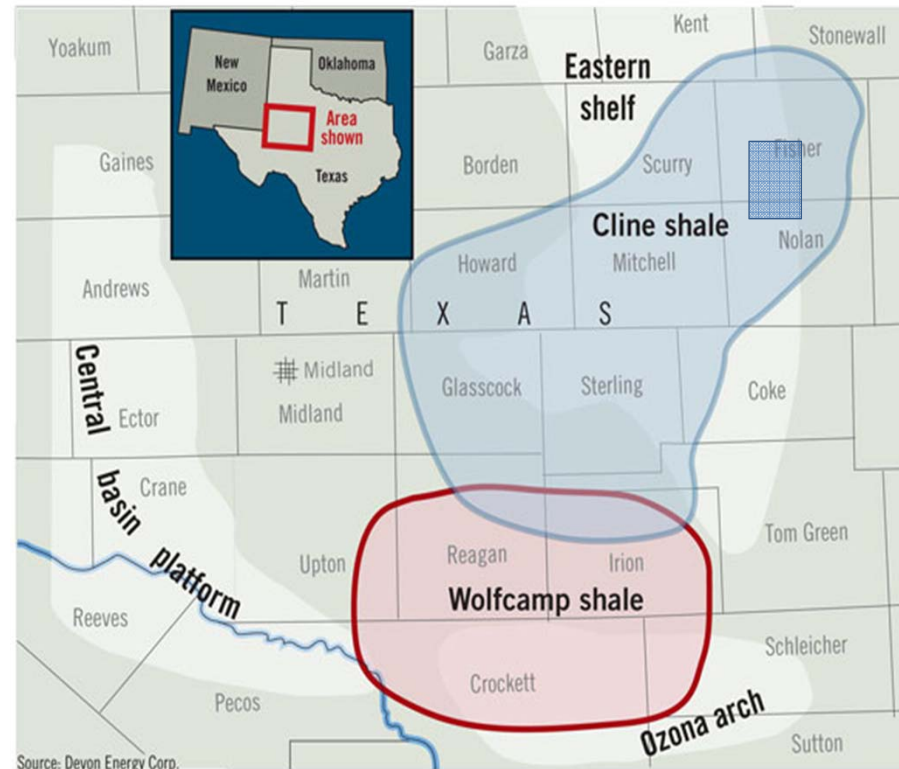 Yoakum
Garza
Kent
Stonewall
New
Mexico
Oklahoma
Area
shown
Texas
Eastern
shelf
Gaines
Borden
Scurry
Fisher
Cline shale
Nolan
Andrews
Martin
Howard
Mitchell
T E X A S
Central
basin
platform
Ector
Midland
Midland
Glasscock
Sterling
Coke
Crane
Upton
Reagan
Irion
Tom Green
Wolfcamp shale
Reeves
Schleicher
Pecos
Crockett
Ozona arch
Sutton
Source: Devon Energy Corp.